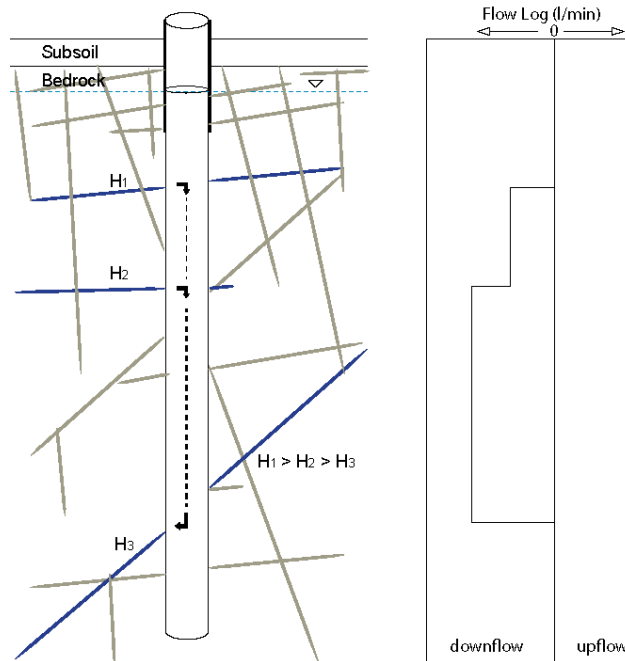 Flow Log (l/min)
0
Subsoil
Bedrock
H1
H2
H1 > H2 > H3
H3
downflow
upflow